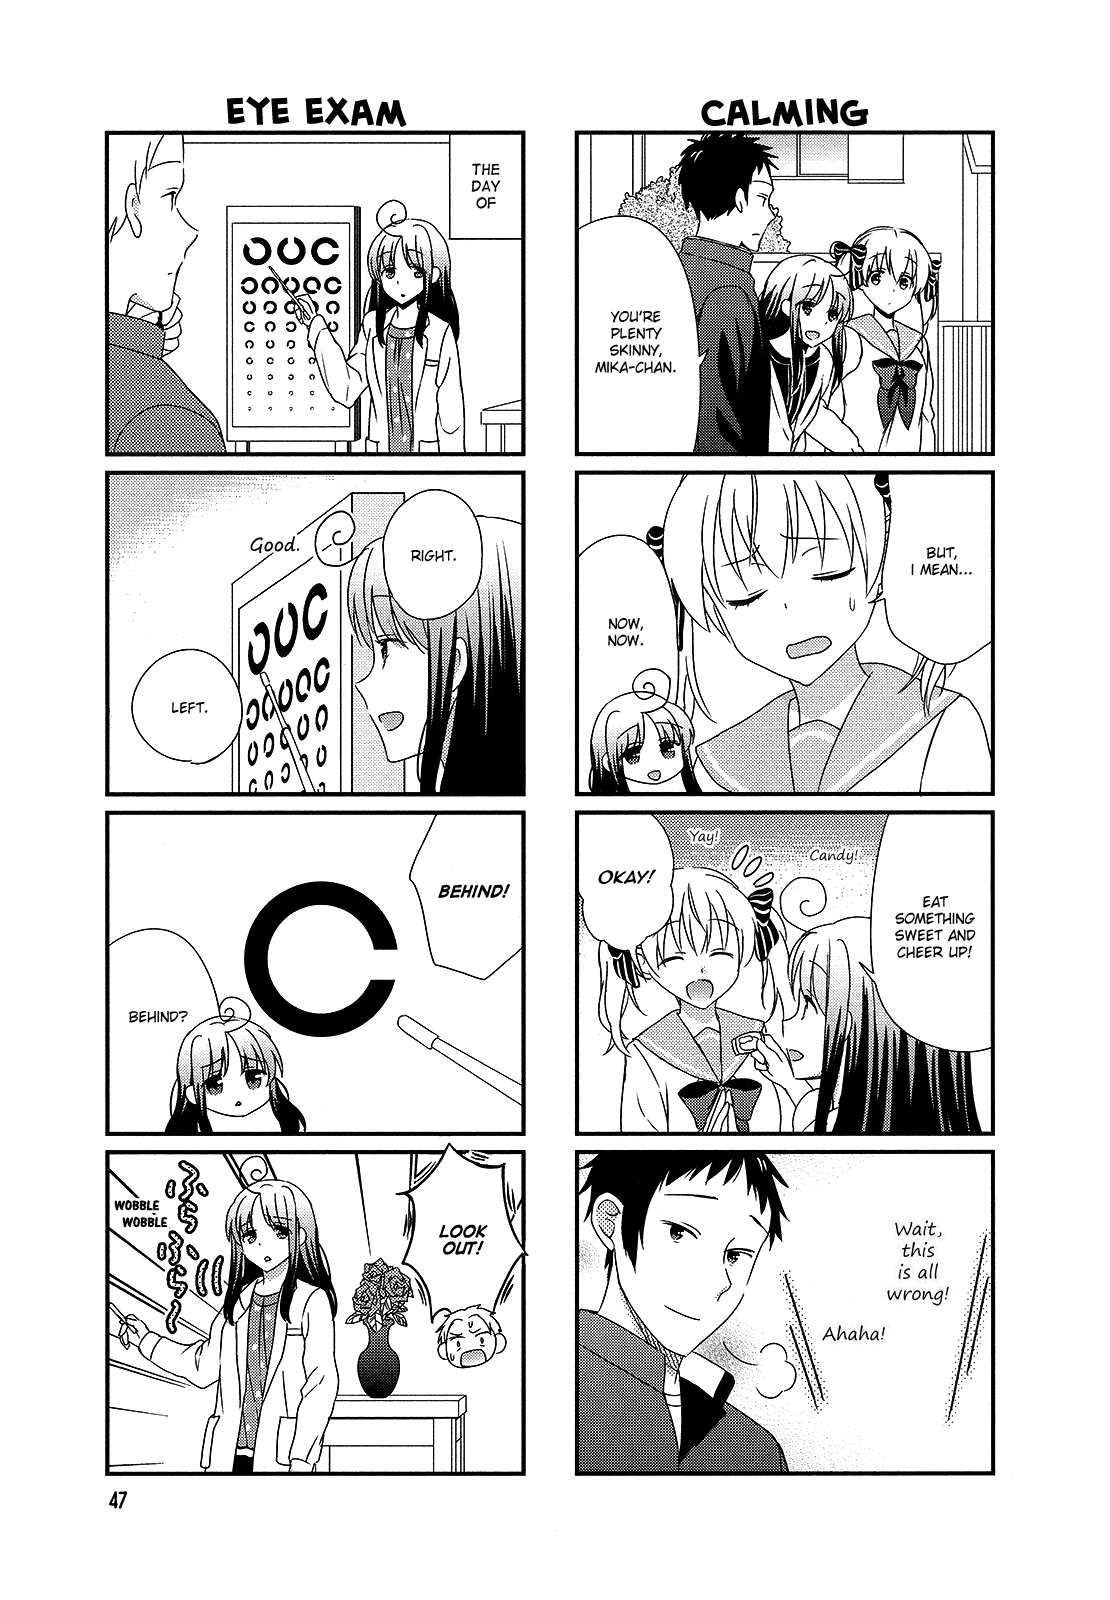 CALMING
YOU'RE
PLENTY
SKINNY,
MIKA-CHAN.
BUT,
I MEAN...
NOW,
NOW.
EAT
SOMETHING
SWEET AND
CHEER UP!
Candy!
Yay!
OKAY!
Wait,
this
is all
wrong!
Ahaha!
EYE EXAM
THE
DAY
OF
RIGHT.
Good.
LEFT.
BEHIND!
BEHIND?
LOOK
OUT!
WOBBLE
WOBBLE
ふら
ふら
47